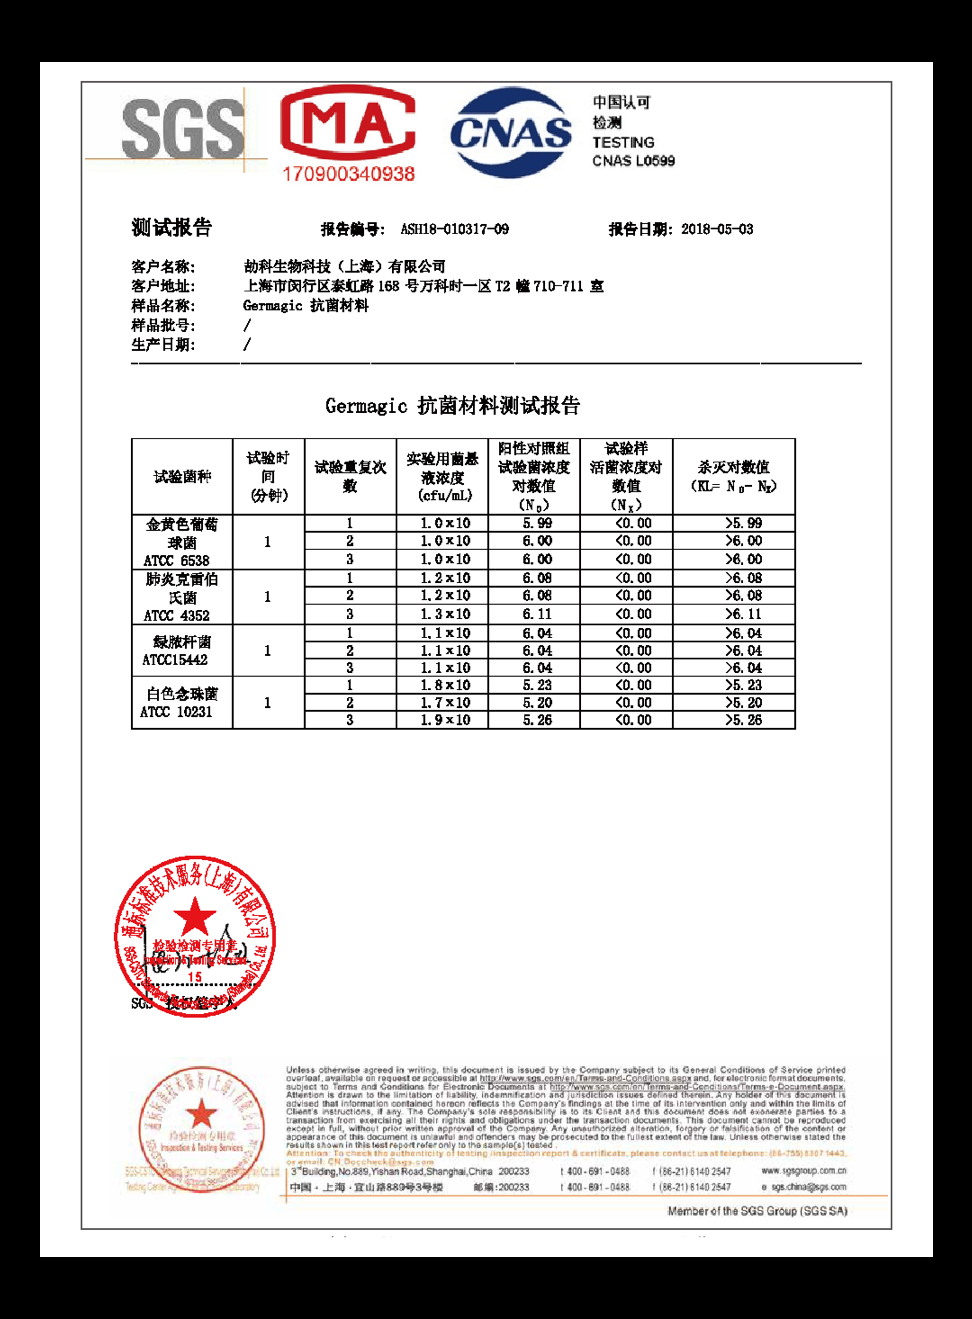 SGS
MA
170900340938
CNAS
中国认可
检测
TESTING
CNAS L0599
测试报告 报告编号: ASH18-010317-09 报告日期: 2018-05-03
客户名称: 劼科生物科技（上海）有限公司
客户地址: 上海市闵行区泰虹路 168 号万科时一区 T2 幢 710-711 室
样品名称: Germagic 抗菌材料
样品批号: /
生产日期: /
Germagic 抗菌材料测试报告
试验菌种 试验时间(分钟) 试验重复次数 实验用菌悬液浓度(cfu/mL) 阳性对照组试验菌浓度对数值(N₀) 试验样活菌浓度对数值(Nₓ) 杀灭对数值(KL= N₀- Nₓ)
金黄色葡萄球菌 ATCC 6538 1 1 1.0×10 5.99 <0.00 >5.99
2 1.0×10 6.00 <0.00 >6.00
3 1.0×10 6.00 <0.00 >6.00
肺炎克雷伯氏菌 ATCC 4352 1 1 1.2×10 6.08 <0.00 >6.08
2 1.2×10 6.08 <0.00 >6.08
3 1.3×10 6.11 <0.00 >6.11
绿脓杆菌 ATCC15442 1 1 1.1×10 6.04 <0.00 >6.04
2 1.1×10 6.04 <0.00 >6.04
3 1.1×10 6.04 <0.00 >6.04
白色念珠菌 ATCC 10231 1 1 1.8×10 5.23 <0.00 >5.23
2 1.7×10 5.20 <0.00 >5.20
3 1.9×10 5.26 <0.00 >5.26
通标标准技术服务(上海)有限公司
检验检测专用章
Inspection & Testing Services
15
SGS 授权签字人
检验检测专用章
Inspection & Testing Services
Unless otherwise agreed in writing, this document is issued by the Company subject to its General Conditions of Service printed
overleaf, available on request or accessible at http://www.sgs.com/en/Terms-and-Conditions.aspx and, for electronic format documents,
subject to Terms and Conditions for Electronic Documents at http://www.sgs.com/en/Terms-and-Conditions/Terms-e-Document.aspx.
Attention is drawn to the limitation of liability, indemnification and jurisdiction issues defined therein. Any holder of this document is
advised that information contained hereon reflects the Company's findings at the time of its intervention only and within the limits of
Client's instructions, if any. The Company's sole responsibility is to its Client and this document does not exonerate parties to a
transaction from exercising all their rights and obligations under the transaction documents. This document cannot be reproduced
except in full, without prior written approval of the Company. Any unauthorized alteration, forgery or falsification of the content or
appearance of this document is unlawful and offenders may be prosecuted to the fullest extent of the law. Unless otherwise stated the
results shown in this test report refer only to the sample(s) tested.
Attention: To check the authenticity of testing /inspection report & certificate, please contact us at telephone: (86-755) 8307 1443,
or email: CN.Doccheck@sgs.com
3rd Building, No.889, Yishan Road, Shanghai, China 200233 t 400-691-0488 f (86-21) 6140 2547 www.sgsgroup.com.cn
中国・上海・宜山路889号3号楼 邮编:200233 t 400-691-0488 f (86-21) 6140 2547 e sgs.china@sgs.com
Member of the SGS Group (SGS SA)